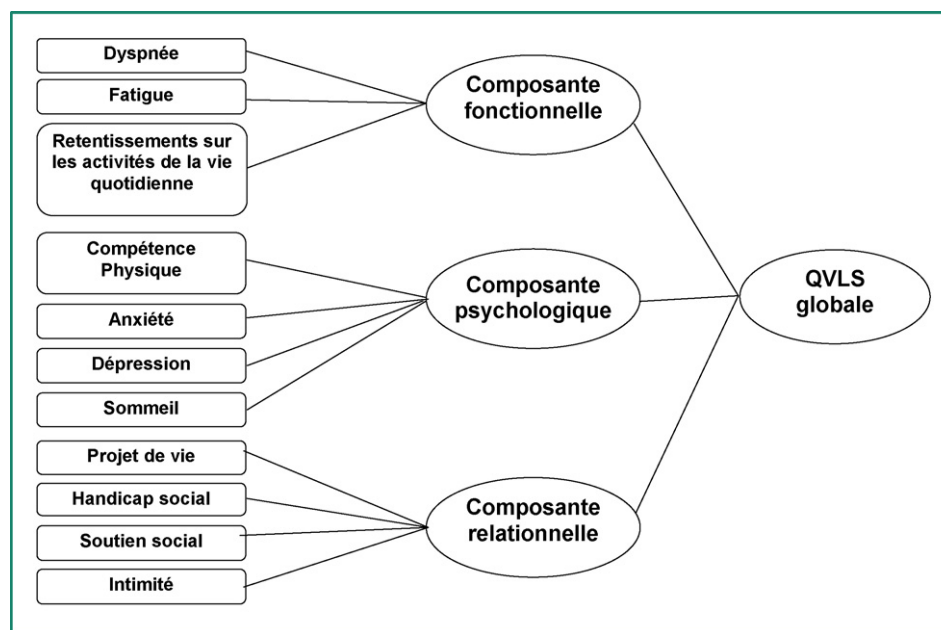 Dyspnée
Fatigue
Retentissements sur
les activités de la vie
quotidienne
Compétence
Physique
Anxiété
Dépression
Sommeil
Projet de vie
Handicap social
Soutien social
Intimité
Composante
fonctionnelle
Composante
psychologique
Composante
relationnelle
QVLS
globale